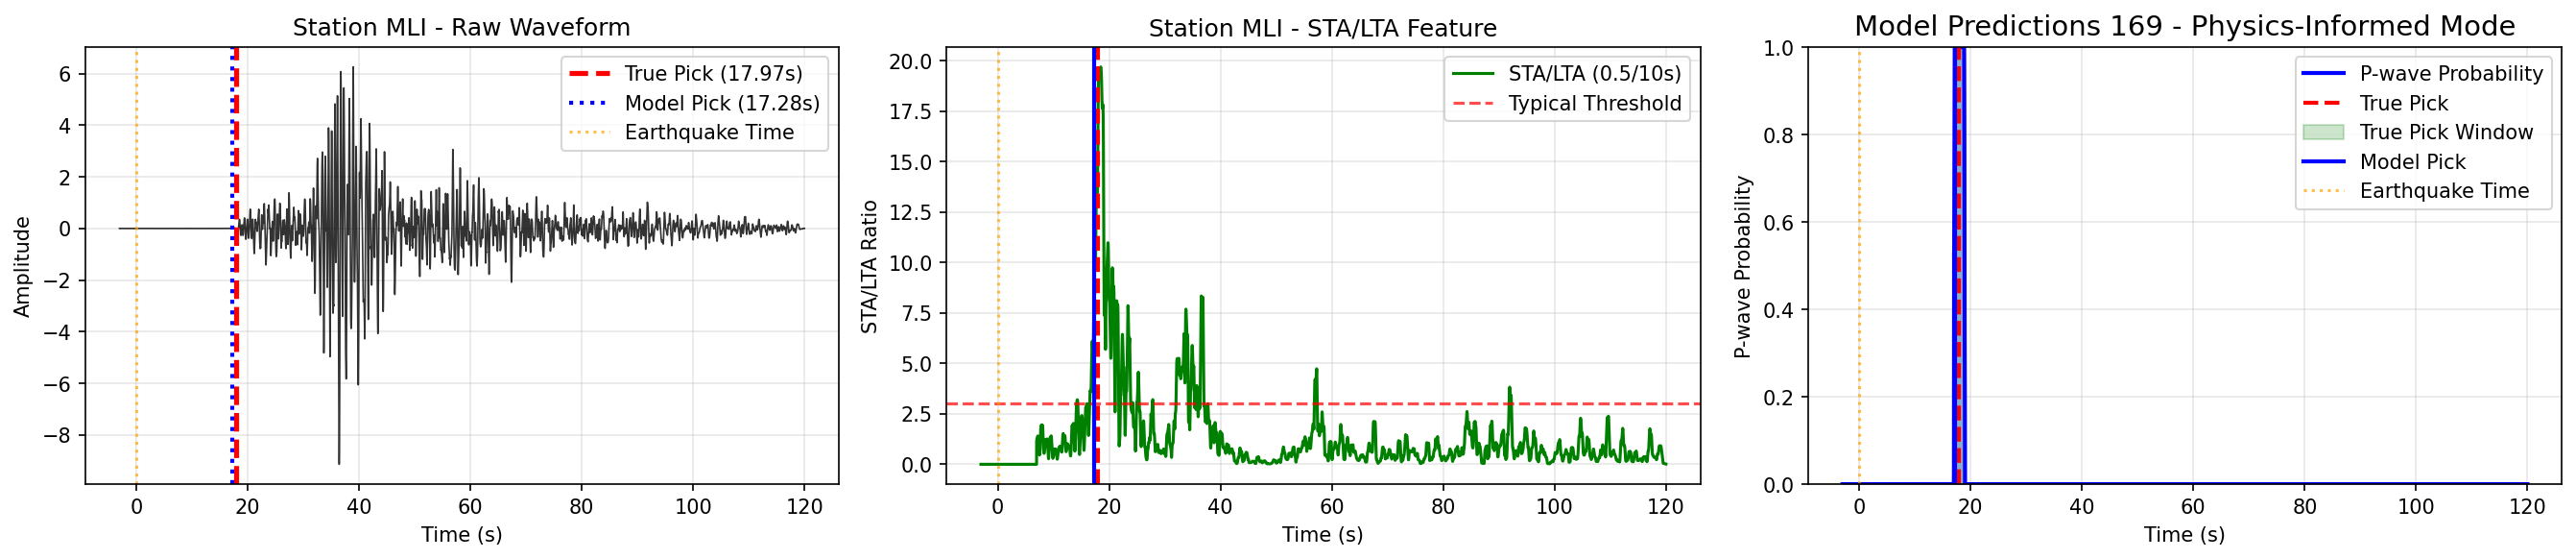 Station MLI - Raw Waveform
Amplitude
6
4
2
0
−2
−4
−6
−8
True Pick (17.97s)
Model Pick (17.28s)
Earthquake Time
0
20
40
60
80
100
120
Time (s)
Station MLI - STA/LTA Feature
STA/LTA Ratio
20.0
17.5
15.0
12.5
10.0
7.5
5.0
2.5
0.0
STA/LTA (0.5/10s)
Typical Threshold
0
20
40
60
80
100
120
Time (s)
Model Predictions 169 - Physics-Informed Mode
P-wave Probability
1.0
0.8
0.6
0.4
0.2
0.0
P-wave Probability
True Pick
True Pick Window
Model Pick
Earthquake Time
0
20
40
60
80
100
120
Time (s)